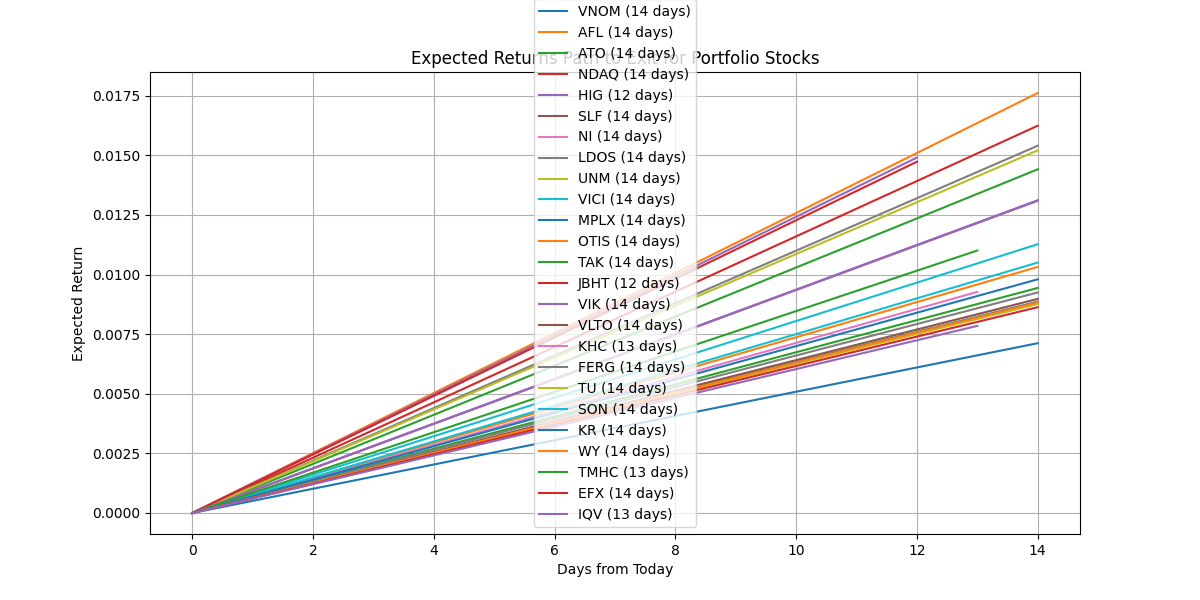 Expected Returns Path to Exit for Portfolio Stocks
VNOM (14 days)
AFL (14 days)
ATO (14 days)
NDAQ (14 days)
HIG (12 days)
SLF (14 days)
NI (14 days)
LDOS (14 days)
UNM (14 days)
VICI (14 days)
MPLX (14 days)
OTIS (14 days)
TAK (14 days)
JBHT (12 days)
VIK (14 days)
VLTO (14 days)
KHC (13 days)
FERG (14 days)
TU (14 days)
SON (14 days)
KR (14 days)
WY (14 days)
TMHC (13 days)
EFX (14 days)
IQV (13 days)
Expected Return
0.0175
0.0150
0.0125
0.0100
0.0075
0.0050
0.0025
0.0000
0 2 4 6 8 10 12 14
Days from Today